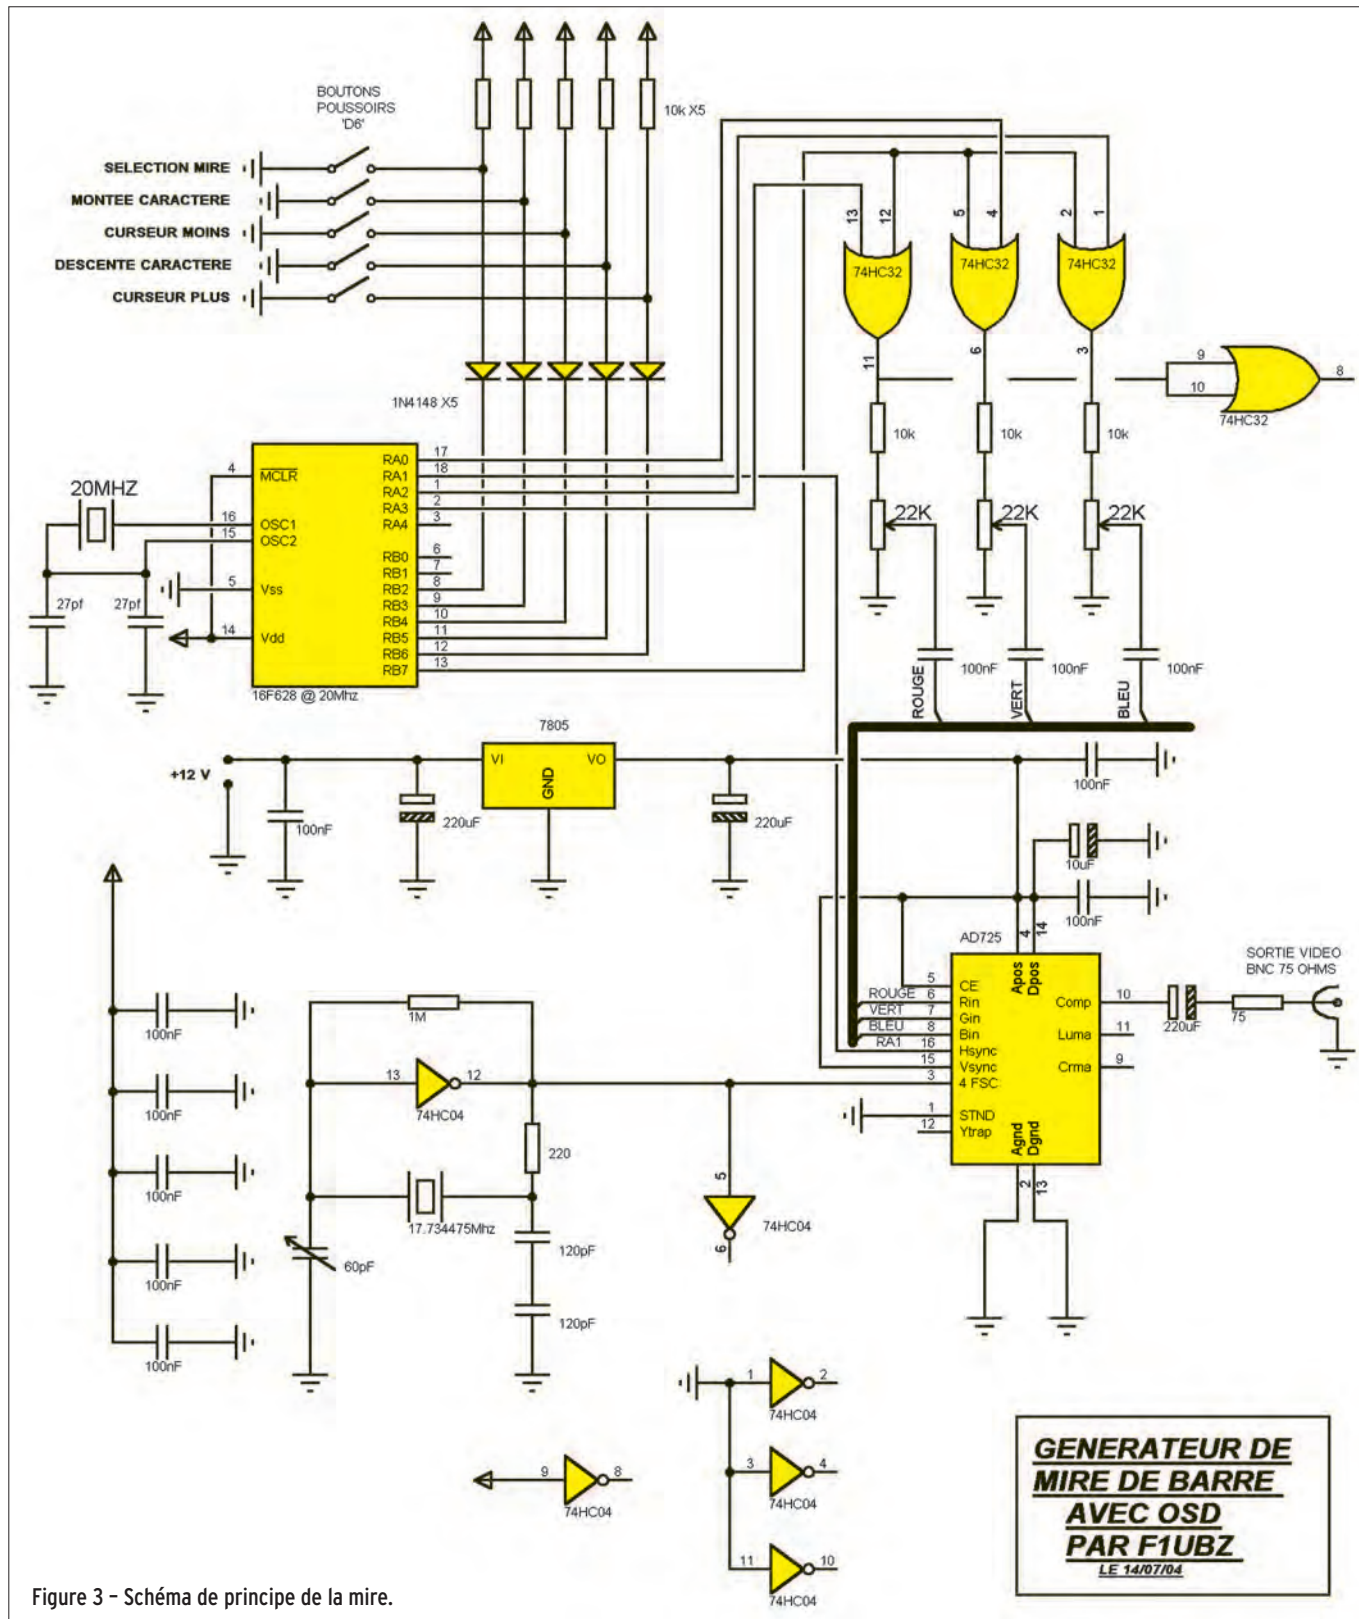 BOUTONS
POUSSOIRS
'D6'
10k X5
SELECTION MIRE
MONTEE CARACTERE
CURSEUR MOINS
DESCENTE CARACTERE
CURSEUR PLUS
13
12
5
4
2
1
74HC32
74HC32
74HC32
11
6
3
9
10
8
74HC32
1N4148 X5
10k
10k
10k
22K
22K
22K
20MHZ
27pf
27pf
4
16
15
5
14
MCLR
OSC1
OSC2
Vss
Vdd
RA0
RA1
RA2
RA3
RA4
RB0
RB1
RB2
RB3
RB4
RB5
RB6
RB7
17
18
1
2
3
6
7
8
9
10
11
12
13
16F628 @ 20Mhz
100nF
100nF
100nF
ROUGE
VERT
BLEU
7805
VI
VO
GND
+12 V
100nF
220uF
220uF
100nF
10uF
100nF
AD725
4
14
Apos
Dpos
SORTIE VIDEO
BNC 75 OHMS
ROUGE
VERT
BLEU
RA1
5
6
7
8
16
15
3
1
12
CE
Rin
Gin
Bin
Hsync
Vsync
4 FSC
STND
Ytrap
Comp
Luma
Crma
10
11
9
220uF
75
Agnd
Dgnd
2
13
100nF
100nF
100nF
100nF
100nF
1M
13
12
74HC04
220
17.734475Mhz
60pF
120pF
120pF
5
6
74HC04
1
2
74HC04
3
4
74HC04
11
10
74HC04
9
8
74HC04
GENERATEUR DE
MIRE DE BARRE
AVEC OSD
PAR F1UBZ
LE 14/07/04
Figure 3 – Schéma de principe de la mire.